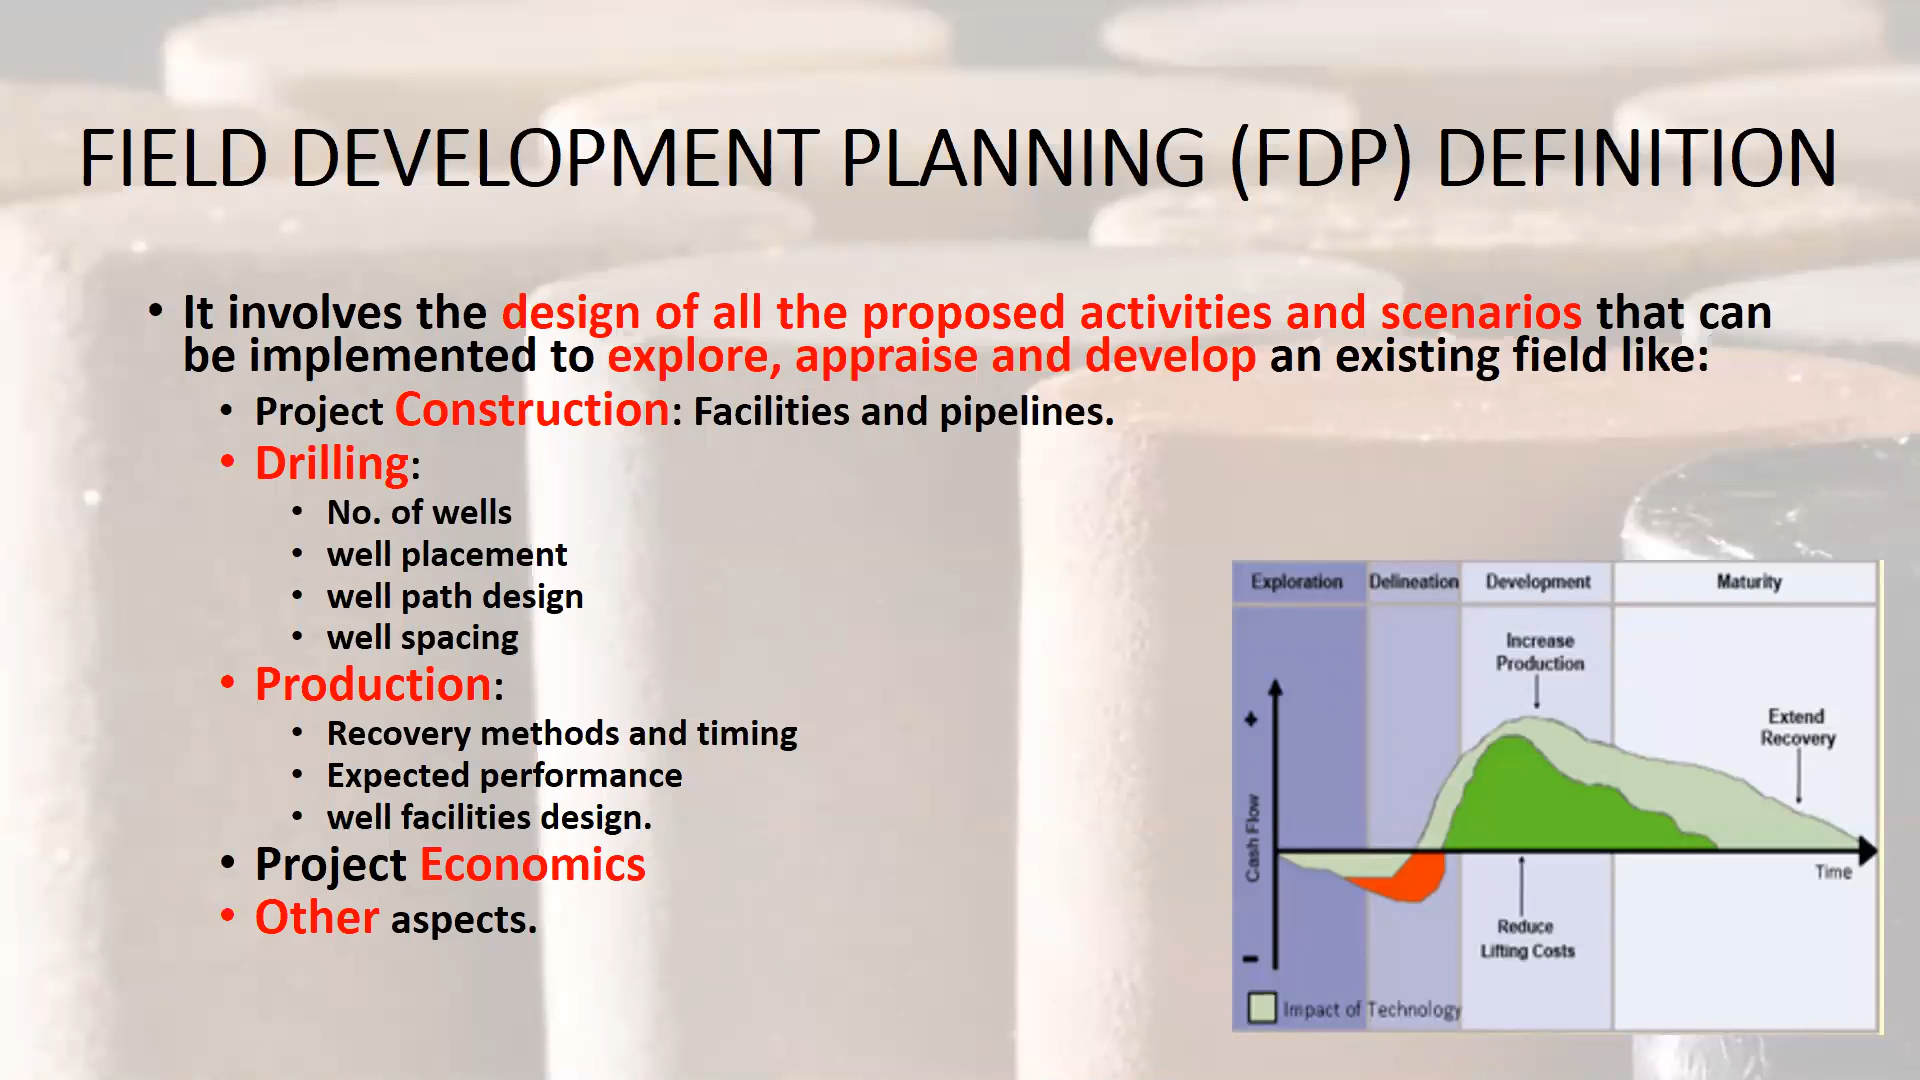 FIELD DEVELOPMENT PLANNING (FDP) DEFINITION
• It involves the design of all the proposed activities and scenarios that can
be implemented to explore, appraise and develop an existing field like:
• Project Construction: Facilities and pipelines.
• Drilling:
• No. of wells
• well placement
• well path design
• well spacing
• Production:
• Recovery methods and timing
• Expected performance
• well facilities design.
• Project Economics
• Other aspects.
Exploration Delineation Development Maturity
Increase
Production
Extend
Recovery
+
Cash Flow
Time
Reduce
Lifting Costs
-
Impact of Technology